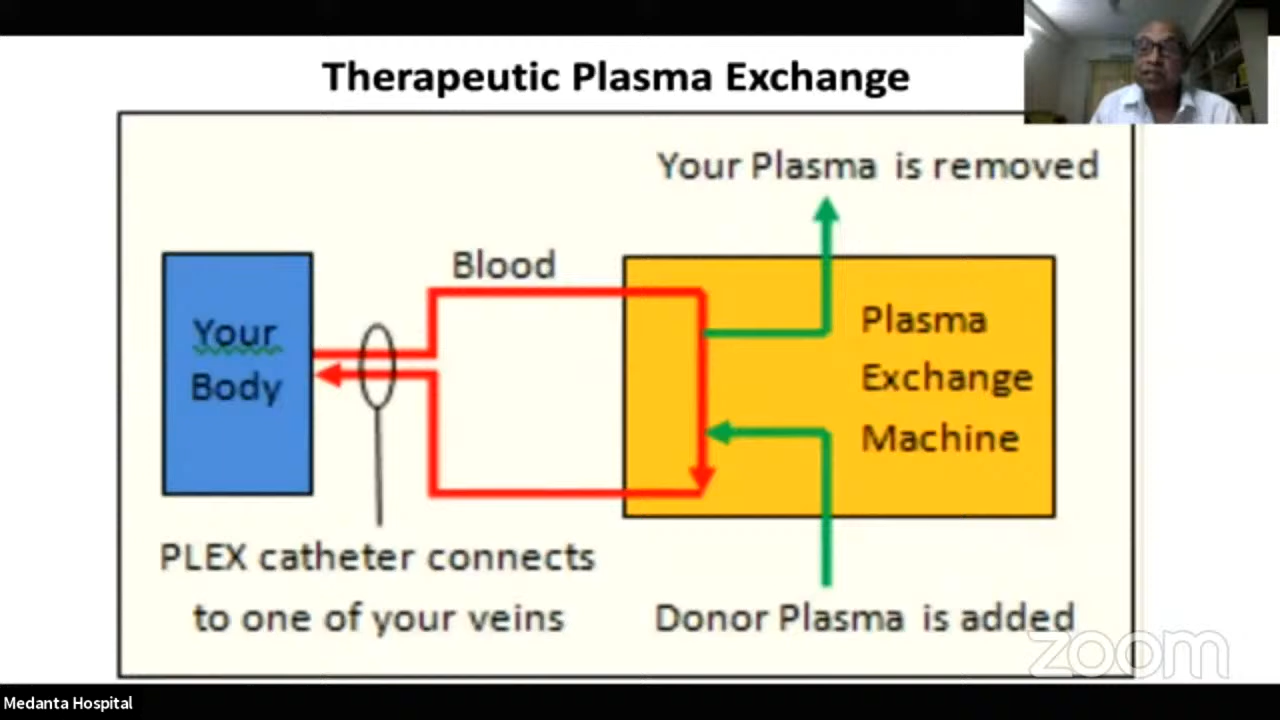 Therapeutic Plasma Exchange
Your Plasma is removed
Blood
Your
Body
Plasma
Exchange
Machine
PLEX catheter connects
to one of your veins
Donor Plasma is added
zoom
Medanta Hospital